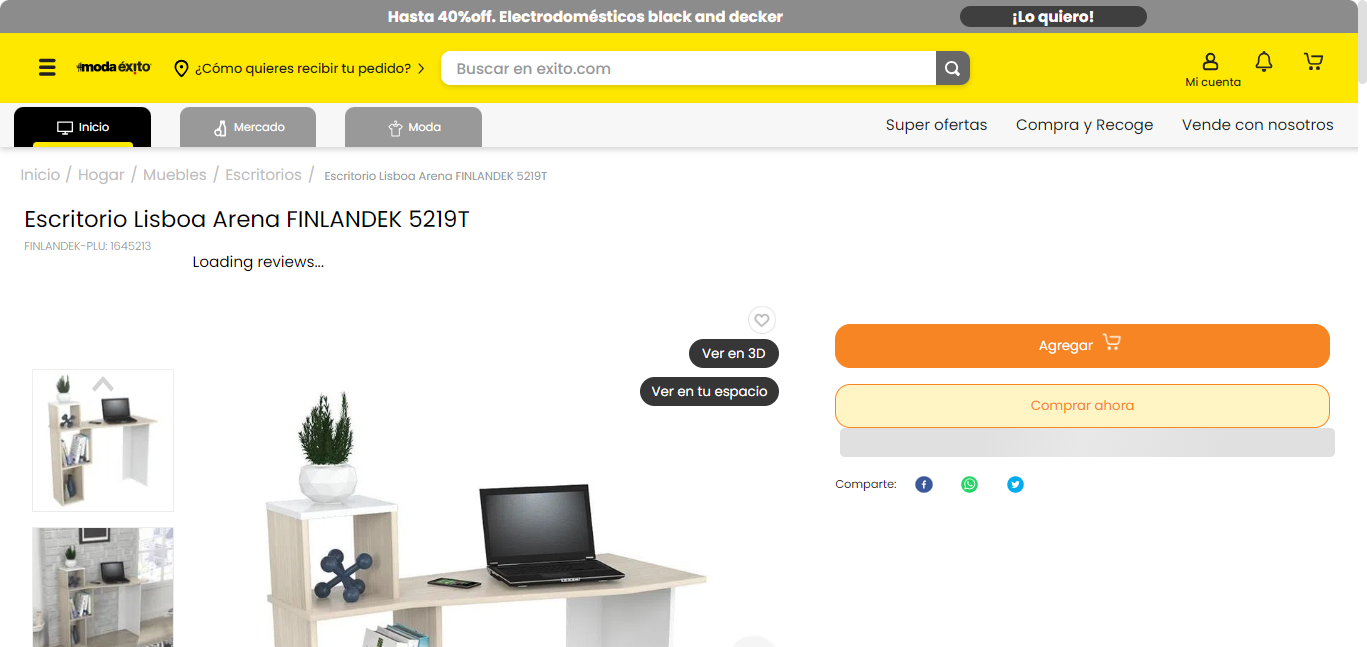 Hasta 40%off. Electrodomésticos black and decker
¡Lo quiero!
moda éxito
¿Cómo quieres recibir tu pedido?
Buscar en exito.com
Mi cuenta
Inicio
Mercado
Moda
Super ofertas
Compra y Recoge
Vende con nosotros
Inicio / Hogar / Muebles / Escritorios / Escritorio Lisboa Arena FINLANDEK 5219T
Escritorio Lisboa Arena FINLANDEK 5219T
FINLANDEK-PLU: 1645213
Loading reviews...
Ver en 3D
Ver en tu espacio
Agregar
Comprar ahora
Comparte: